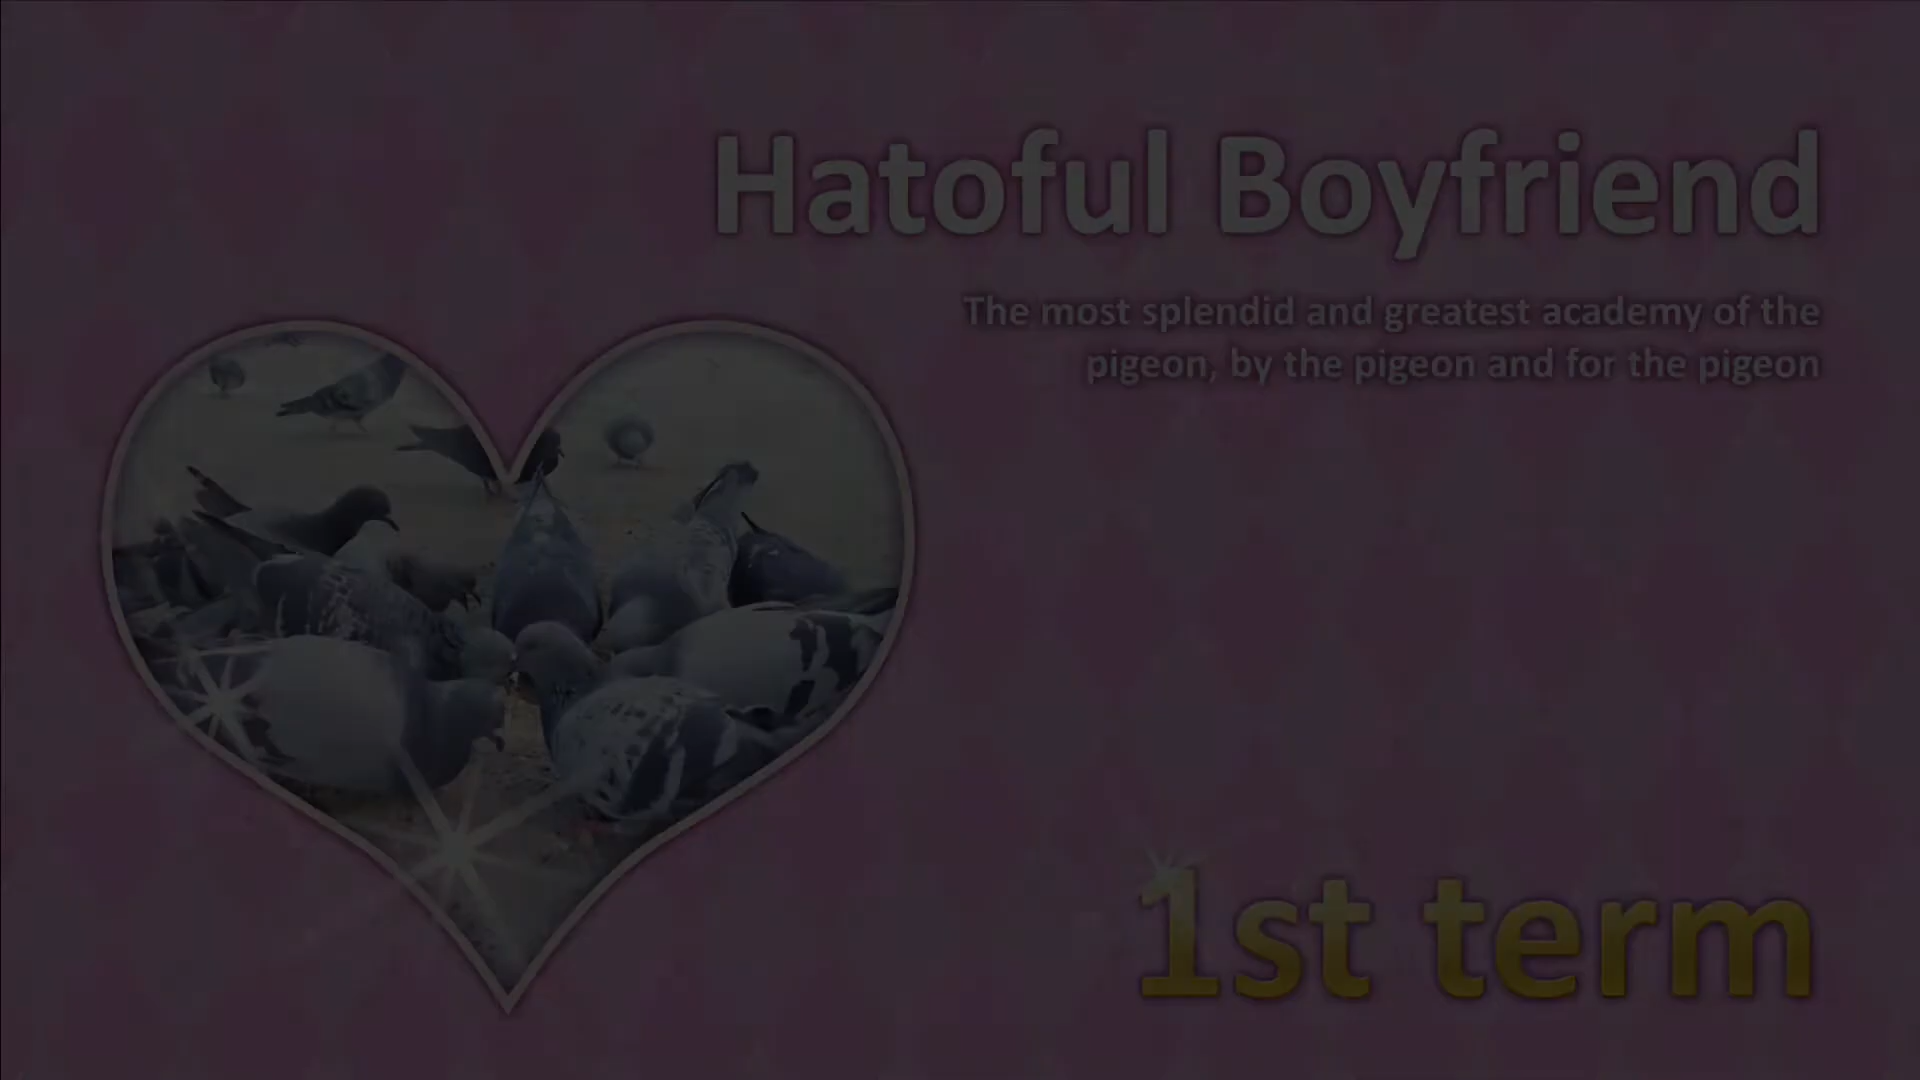 Hatoful Boyfriend
The most splendid and greatest academy of the
pigeon, by the pigeon and for the pigeon
1st term